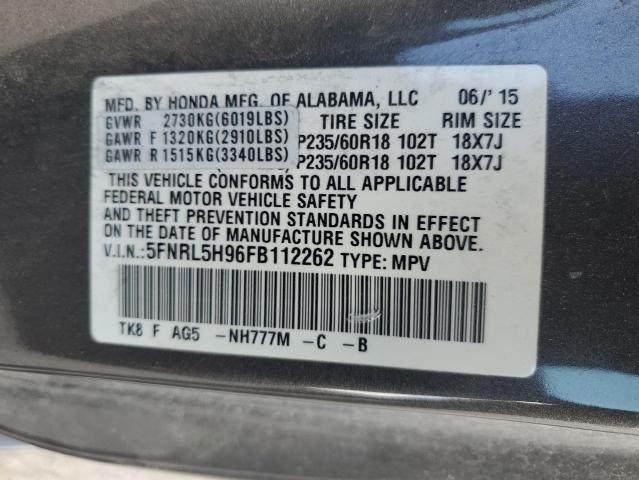 MFD. BY HONDA MFG. OF ALABAMA, LLC 06/'15
GVWR 2730KG(6019LBS) TIRE SIZE RIM SIZE
GAWR F 1320KG(2910LBS) P235/60R18 102T 18X7J
GAWR R 1515KG(3340LBS) P235/60R18 102T 18X7J
THIS VEHICLE CONFORMS TO ALL APPLICABLE
FEDERAL MOTOR VEHICLE SAFETY
AND THEFT PREVENTION STANDARDS IN EFFECT
ON THE DATE OF MANUFACTURE SHOWN ABOVE.
V.I.N.:5FNRL5H96FB112262 TYPE: MPV
TK8 F AG5 -NH777M -C -B